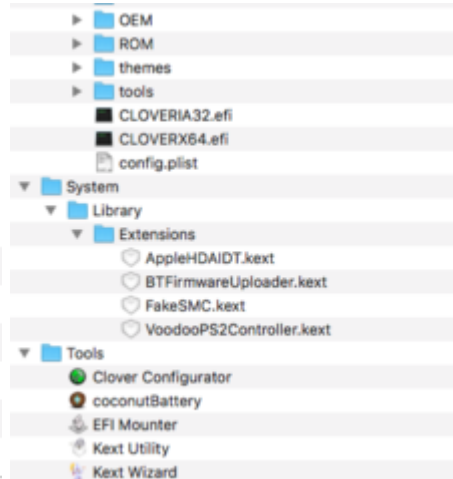 OEM
ROM
themes
tools
CLOVERIA32.efi
CLOVERX64.efi
config.plist
System
Library
Extensions
AppleHDAIDT.kext
BTFirmwareUploader.kext
FakeSMC.kext
VoodooPS2Controller.kext
Tools
Clover Configurator
coconutBattery
EFI Mounter
Kext Utility
Kext Wizard